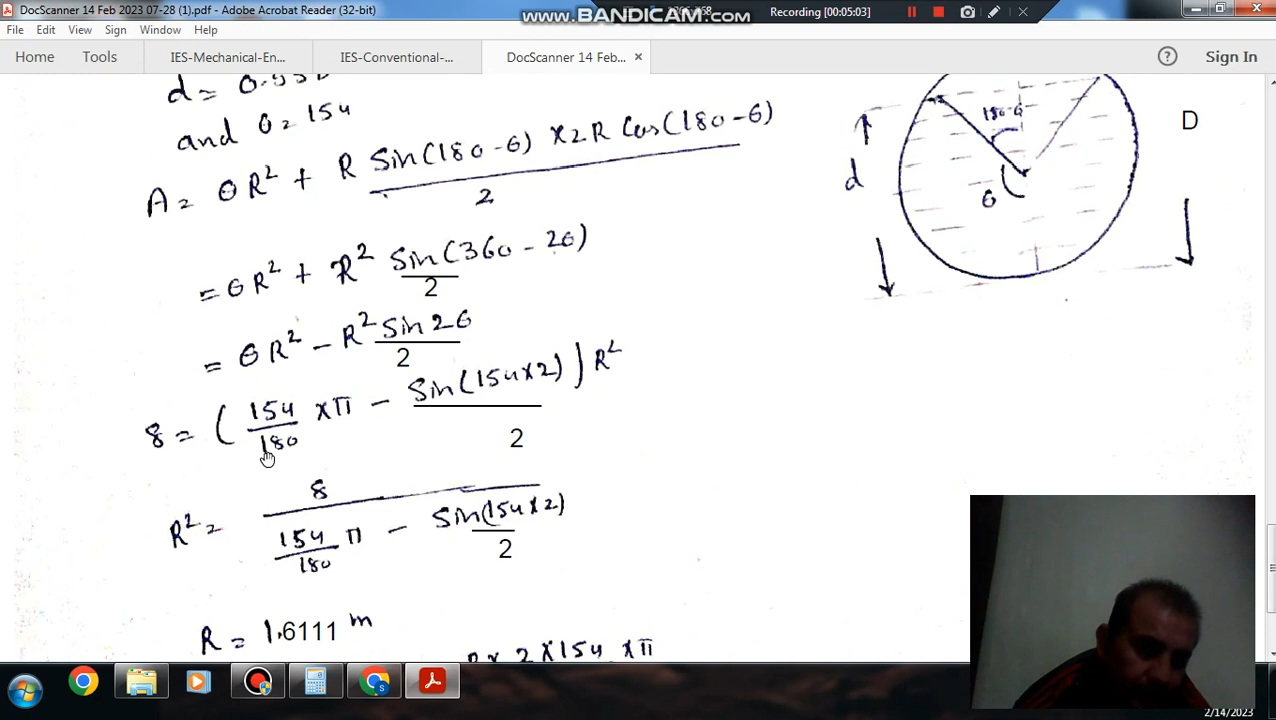 DocScanner 14 Feb 2023 07-28 (1).pdf - Adobe Acrobat Reader (32-bit)
www.BANDICAM.com
Recording [00:05:03]
File Edit View Sign Window Help
Home Tools IES-Mechanical-En... IES-Conventional-... DocScanner 14 Feb... × Sign In
and θ = 154
A = θR² + R Sin(180-θ) x2R Cos(180-θ) / 2
= θR² + R² Sin(360 - 2θ) / 2
= θR² - R² Sin 2θ / 2
8 = ( 154/180 xπ - Sin(154x2) / 2 ) R²
R² = 8 / ( 154/180 π - Sin(154x2) / 2 )
R = 1.6111 m
x 2 x 154 x π
180-θ
θ
d
D
2/14/2023